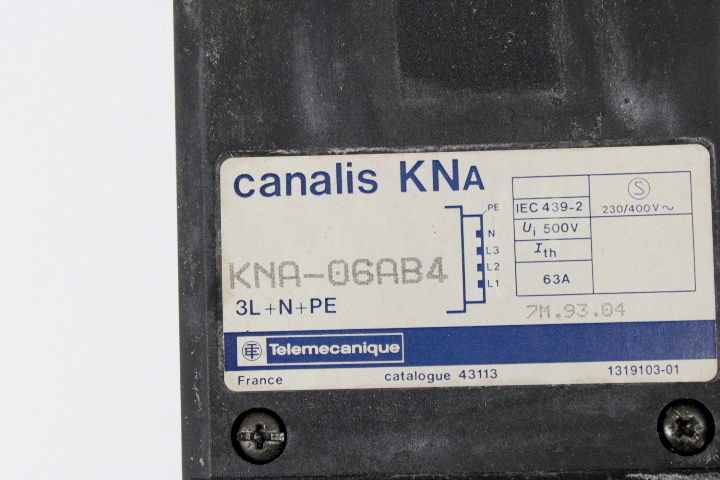 canalis KNA
PE
N
L3
L2
L1
IEC 439-2
Ui 500V
Ith
63A
S
230/400V~
KNA-06AB4
3L+N+PE
7M.93.04
Telemecanique
France
catalogue 43113
1319103-01